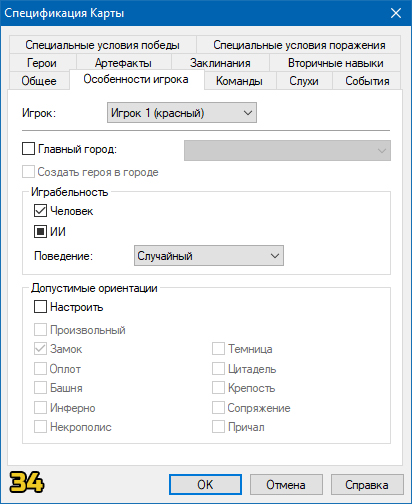 Спецификация Карты
Специальные условия победы Специальные условия поражения
Герои Артефакты Заклинания Вторичные навыки
Общее Особенности игрока Команды Слухи События
Игрок: Игрок 1 (красный)
Главный город:
Создать героя в городе
Играбельность
Человек
ИИ
Поведение: Случайный
Допустимые ориентации
Настроить
Произвольный
Замок Темница
Оплот Цитадель
Башня Крепость
Инферно Сопряжение
Некрополис Причал
34 OK Отмена Справка